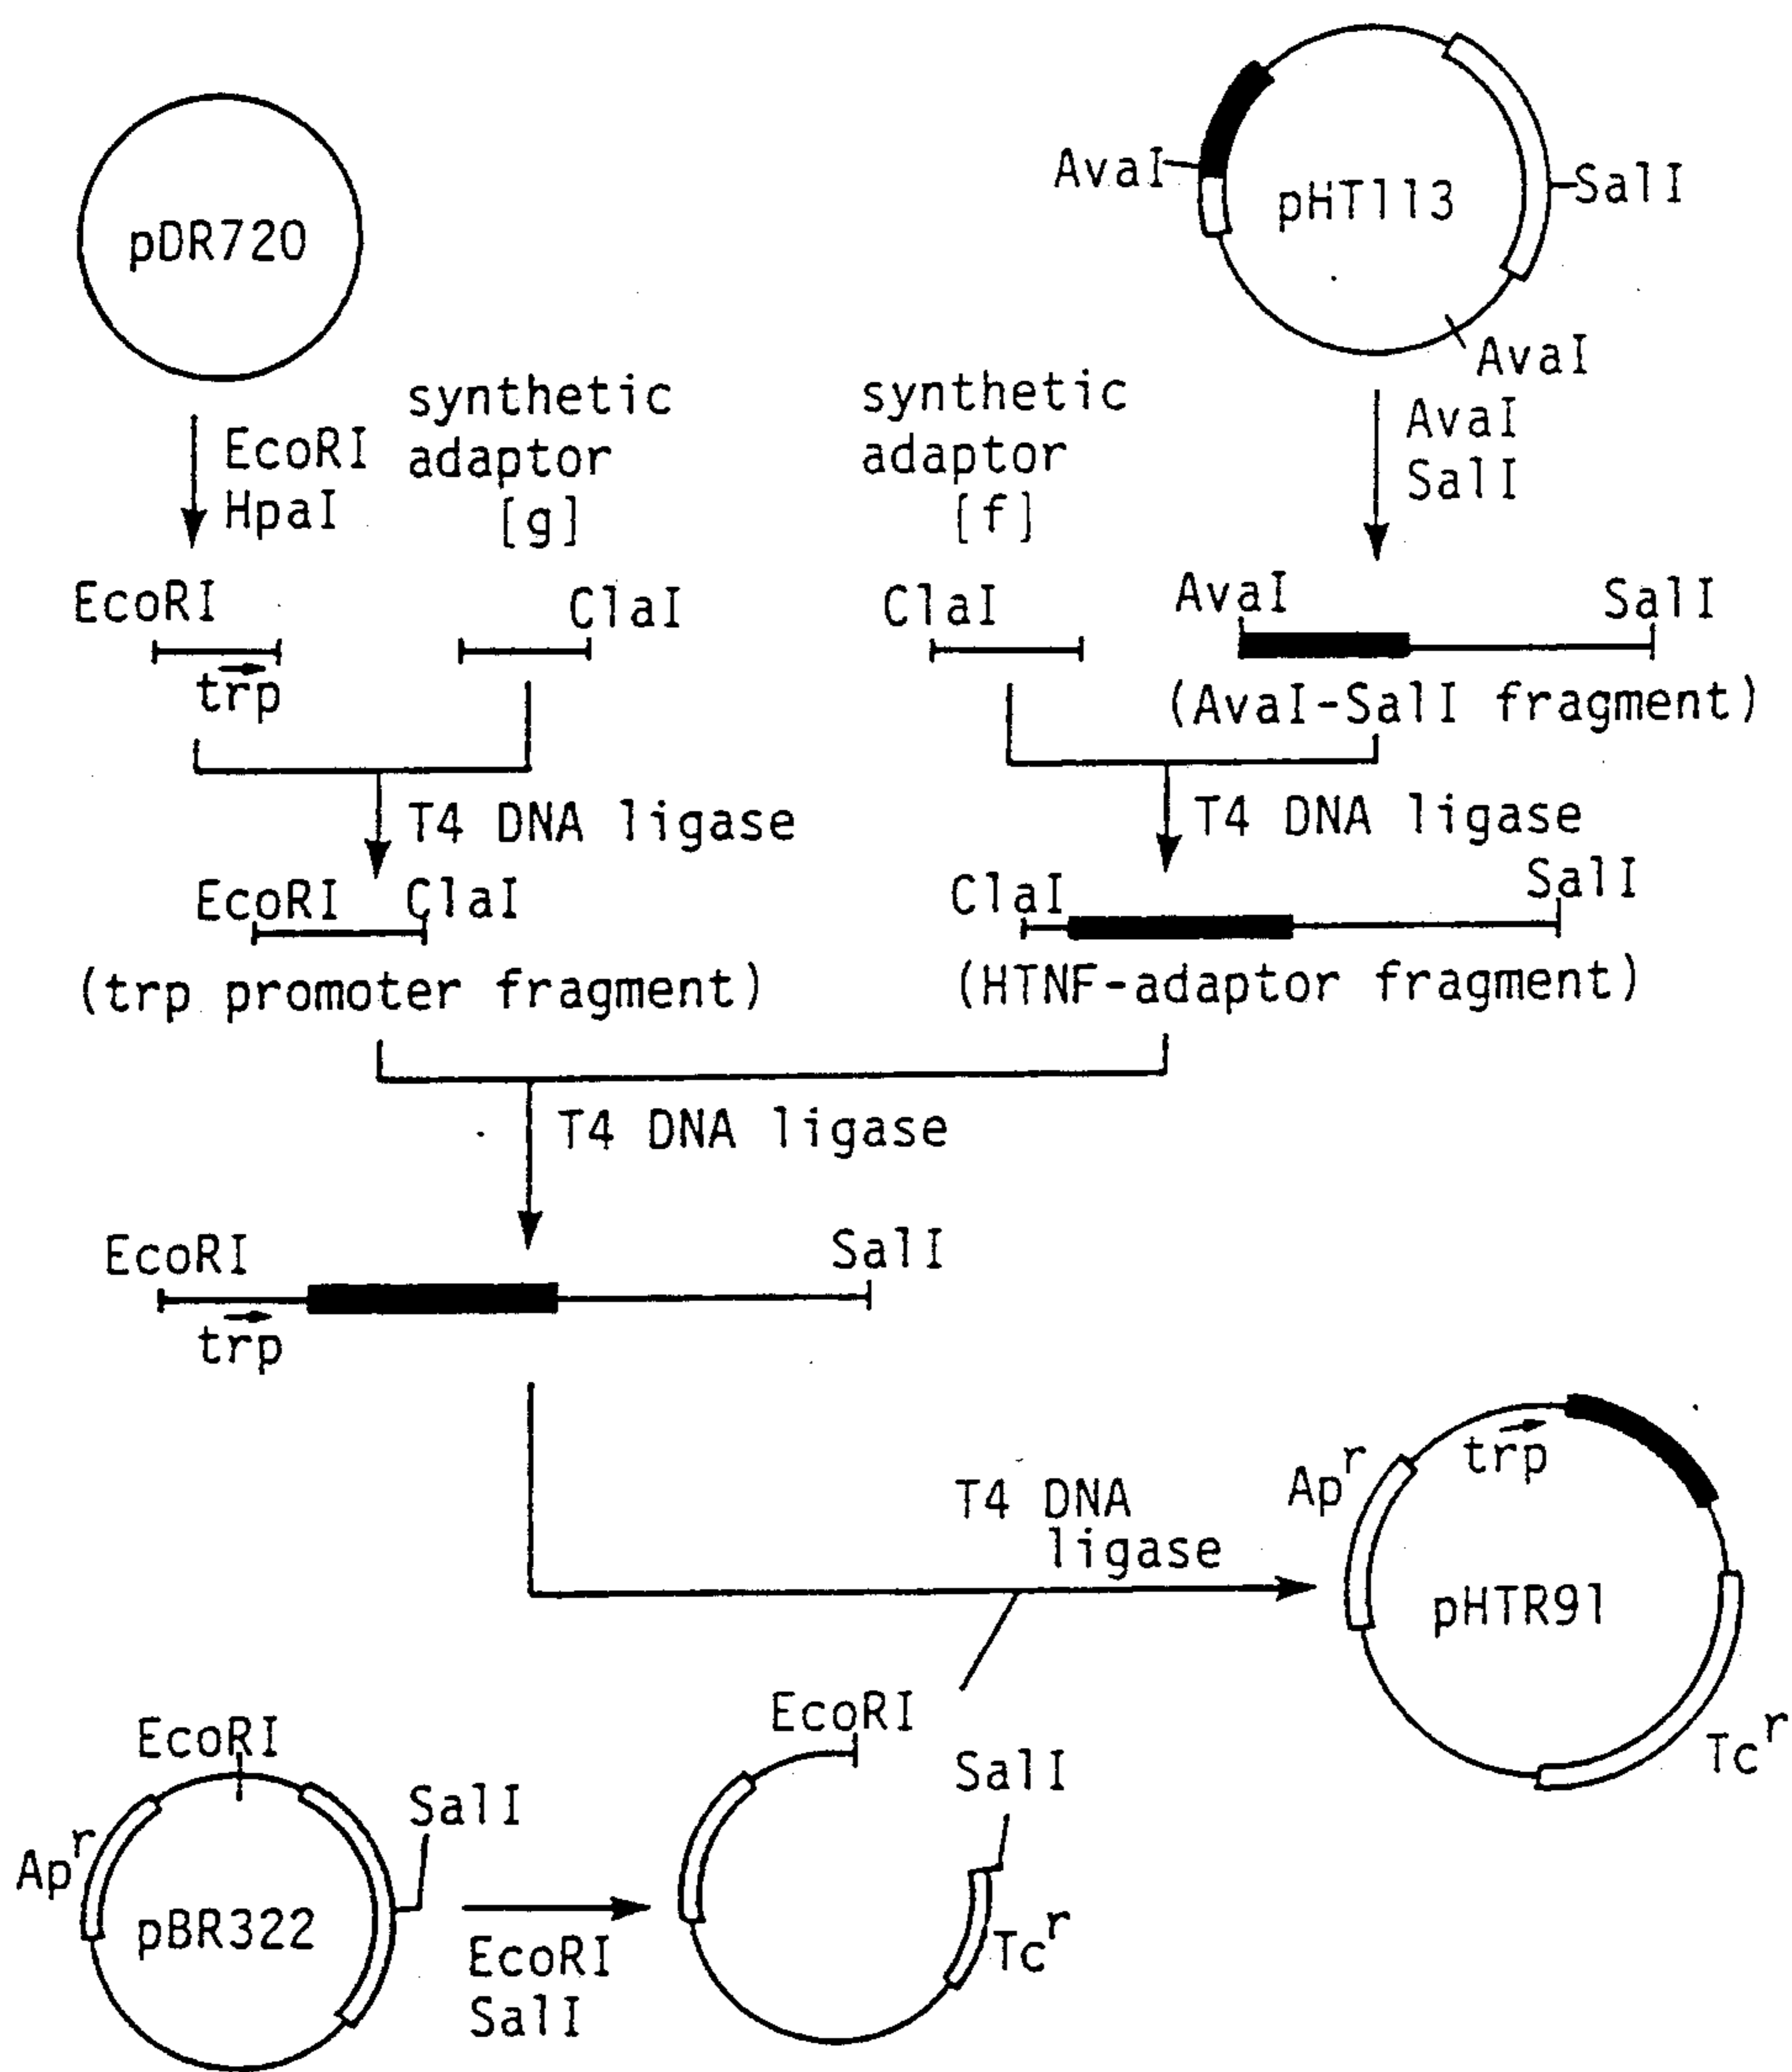 pDR720
AvaI
pHT113
SalI
AvaI
EcoRI
HpaI
synthetic
adaptor
[g]
synthetic
adaptor
[f]
AvaI
SalI
EcoRI
trp
ClaI
ClaI
AvaI
SalI
(AvaI-SalI fragment)
T4 DNA ligase
T4 DNA ligase
EcoRI
ClaI
(trp promoter fragment)
ClaI
SalI
(HTNF-adaptor fragment)
T4 DNA ligase
EcoRI
SalI
trp
T4 DNA
ligase
Apr
trp
pHTR91
Tcr
EcoRI
SalI
Apr
pBR322
EcoRI
SalI
EcoRI
SalI
Tcr